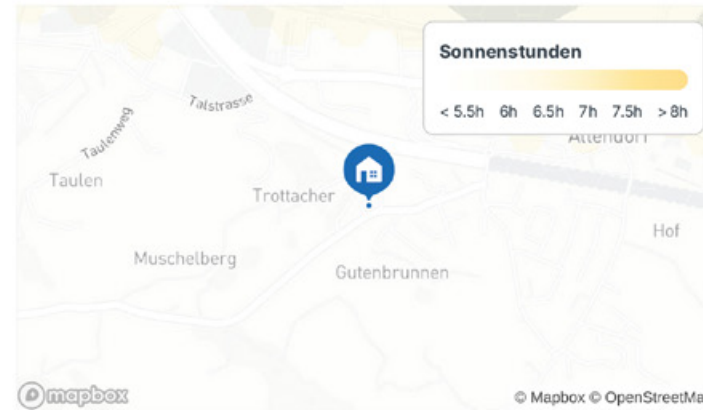 Sonnenstunden
< 5.5h 6h 6.5h 7h 7.5h > 8h
Talstrasse
Taulenweg
Altendorf
Taulen
Trottacher
Hof
Muschelberg
Gutenbrunnen
mapbox
© Mapbox © OpenStreetMa